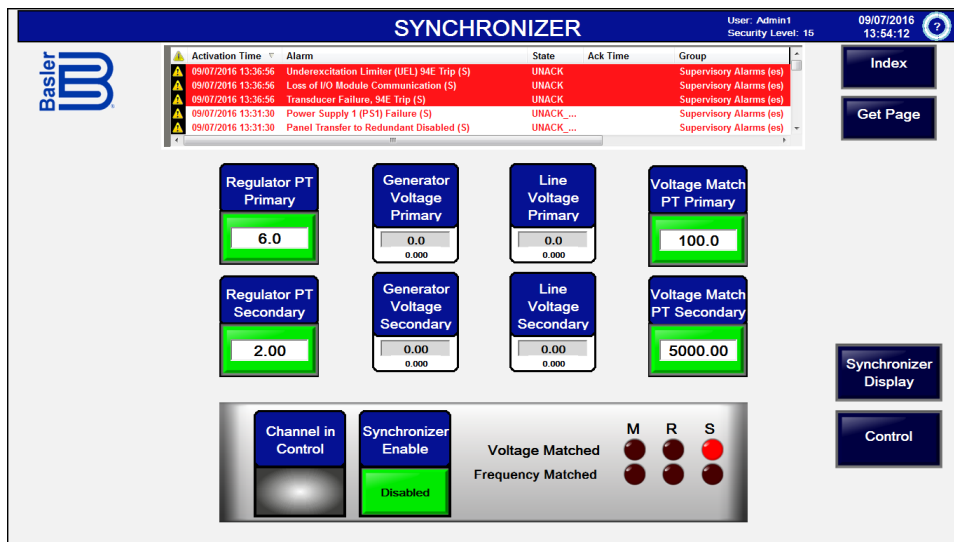 SYNCHRONIZER
User: Admin1
Security Level: 15
09/07/2016
13:54:12
?
Basler
Activation Time Alarm State Ack Time Group
09/07/2016 13:36:56 Underexcitation Limiter (UEL) 94E Trip (S) UNACK Supervisory Alarms (es)
09/07/2016 13:36:56 Loss of I/O Module Communication (S) UNACK Supervisory Alarms (es)
09/07/2016 13:36:56 Transducer Failure, 94E Trip (S) UNACK Supervisory Alarms (es)
09/07/2016 13:31:30 Power Supply 1 (PS1) Failure (S) UNACK_... Supervisory Alarms (es)
09/07/2016 13:31:30 Panel Transfer to Redundant Disabled (S) UNACK_... Supervisory Alarms (es)
Index
Get Page
Regulator PT
Primary
6.0
Generator
Voltage
Primary
0.0
0.000
Line
Voltage
Primary
0.0
0.000
Voltage Match
PT Primary
100.0
Regulator PT
Secondary
2.00
Generator
Voltage
Secondary
0.00
0.000
Line
Voltage
Secondary
0.00
0.000
Voltage Match
PT Secondary
5000.00
Synchronizer
Display
Control
Channel in
Control
Synchronizer
Enable
Disabled
M R S
Voltage Matched
Frequency Matched